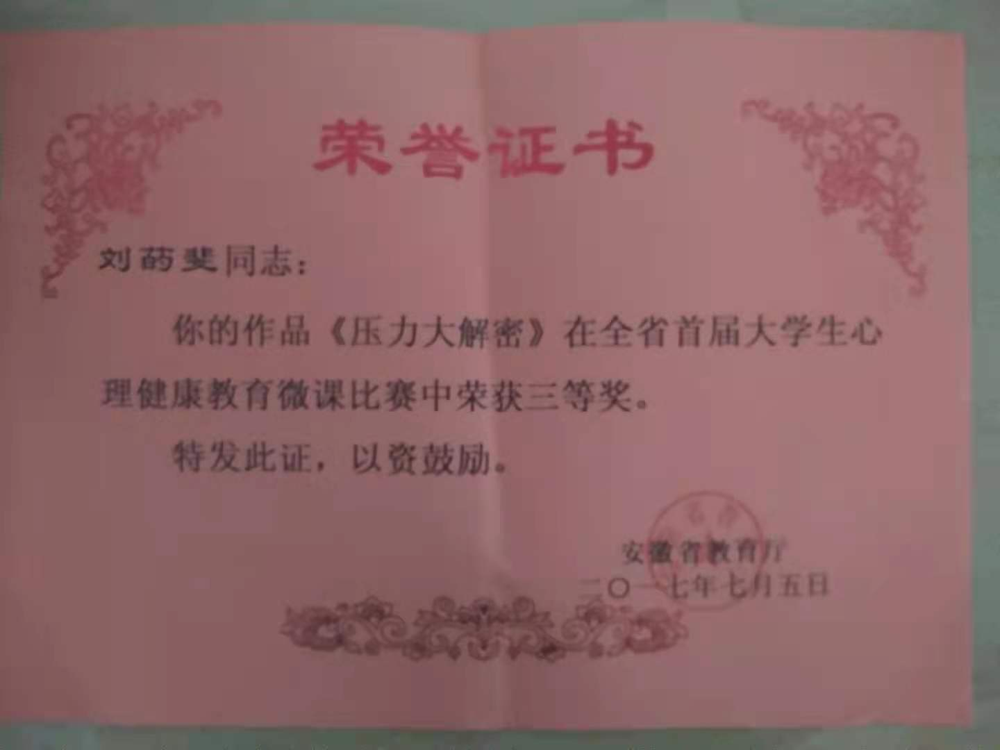 荣誉证书
刘药斐同志：
你的作品《压力大解密》在全省首届大学生心
理健康教育微课比赛中荣获三等奖。
特发此证，以资鼓励。
安徽省教育厅
二〇一七年七月五日